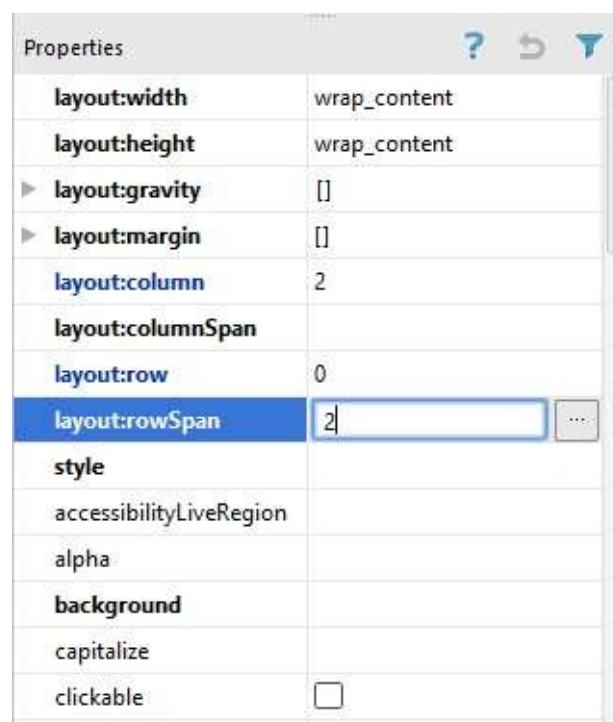 Properties ?
layout:width wrap_content
layout:height wrap_content
layout:gravity []
layout:margin []
layout:column 2
layout:columnSpan
layout:row 0
layout:rowSpan 2 ...
style
accessibilityLiveRegion
alpha
background
capitalize
clickable